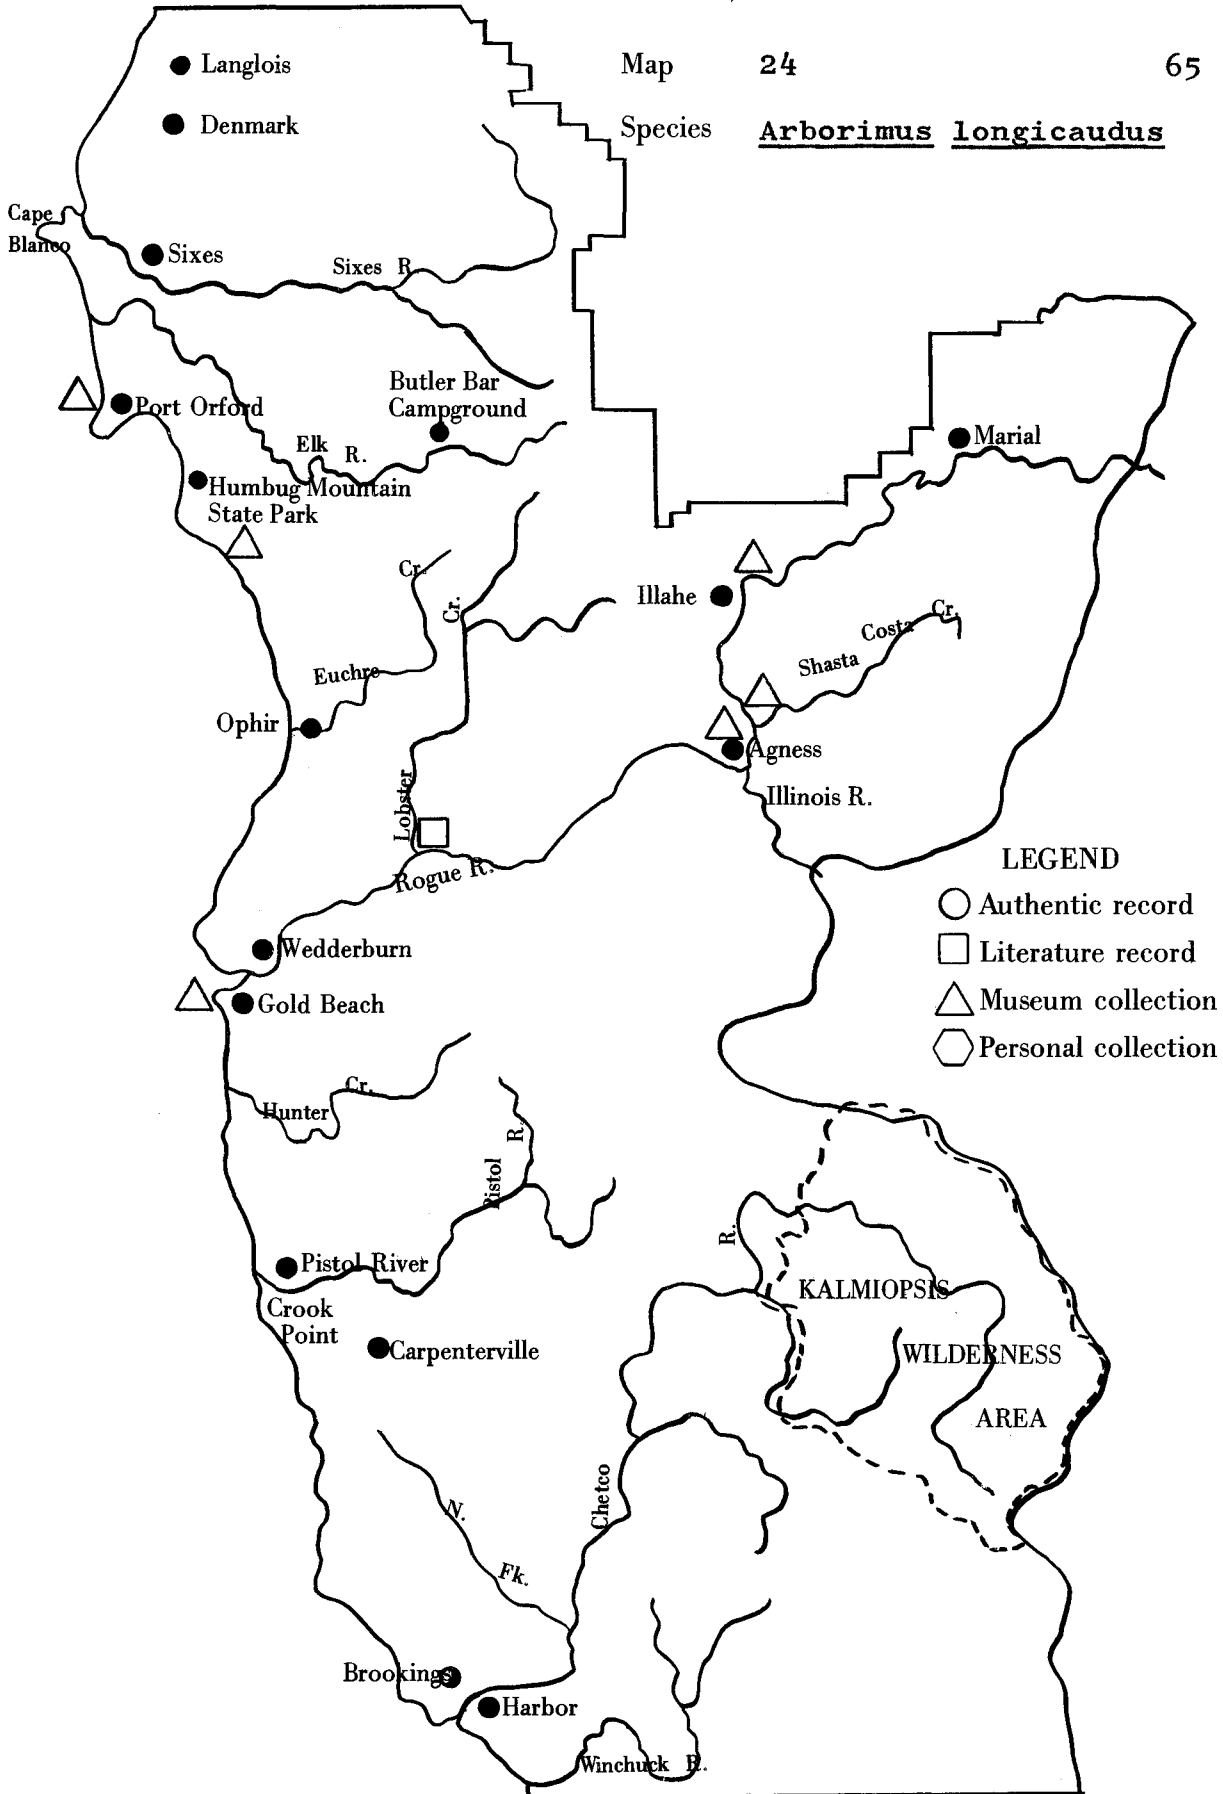 Map 24 65
Species Arborimus longicaudus
Langlois
Denmark
Cape
Blanco
Sixes
Sixes R.
Butler Bar
Campground
Port Orford
Elk R.
Marial
Humbug Mountain
State Park
Cr.
Cr.
Illahe
Shasta Costa Cr.
Euchre
Ophir
Agness
Lobster
Illinois R.
Rogue R.
LEGEND
Authentic record
Literature record
Museum collection
Personal collection
Wedderburn
Gold Beach
Cr.
Hunter
Pistol R.
R.
Pistol River
KALMIOPSIS
WILDERNESS
AREA
Crook
Point
Carpenterville
Chetco
N.
Fk.
Brookings
Harbor
Winchuck R.